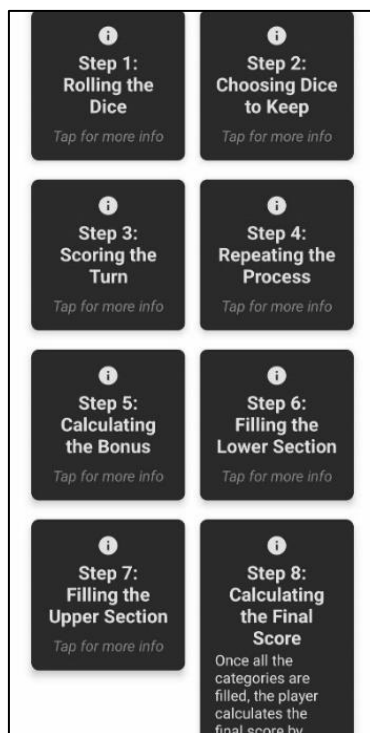 Step 1:
Rolling the
Dice
Tap for more info
Step 2:
Choosing Dice
to Keep
Tap for more info
Step 3:
Scoring the
Turn
Tap for more info
Step 4:
Repeating the
Process
Tap for more info
Step 5:
Calculating
the Bonus
Tap for more info
Step 6:
Filling the
Lower Section
Tap for more info
Step 7:
Filling the
Upper Section
Tap for more info
Step 8:
Calculating
the Final
Score
Once all the
categories are
filled, the player
calculates the
final score by